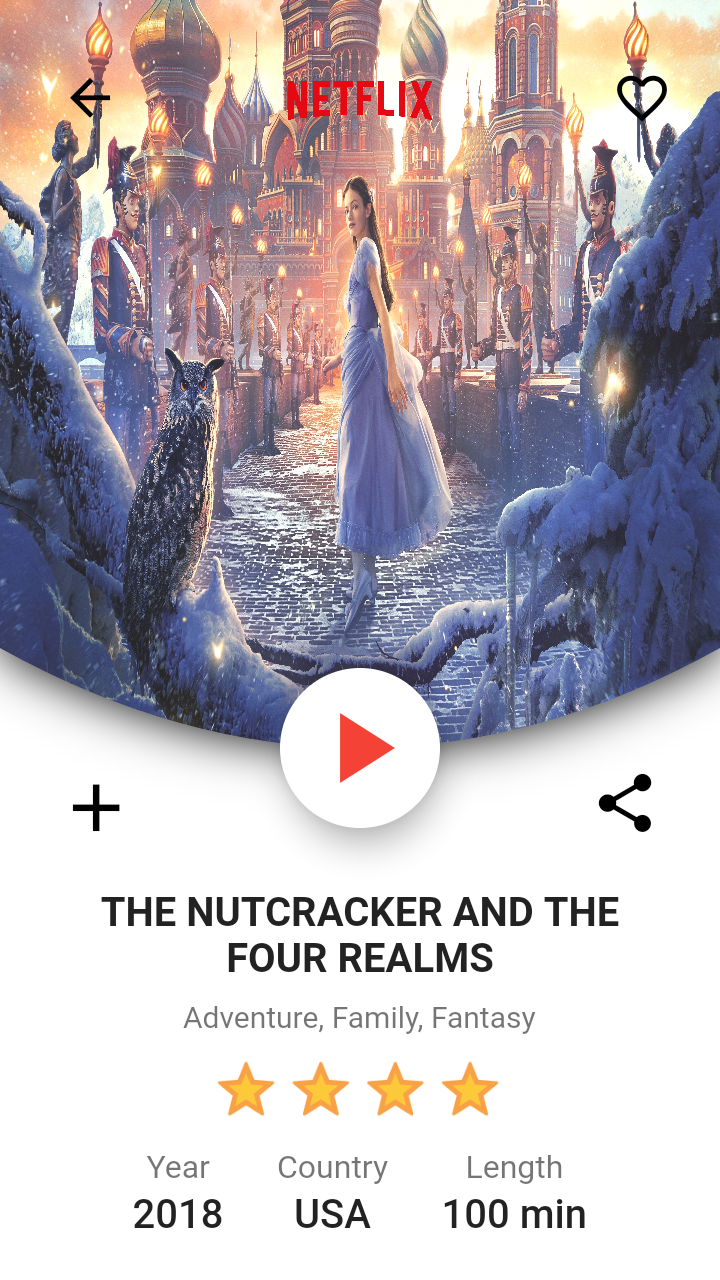 NETFLIX
THE NUTCRACKER AND THE
FOUR REALMS
Adventure, Family, Fantasy
Year Country Length
2018 USA 100 min